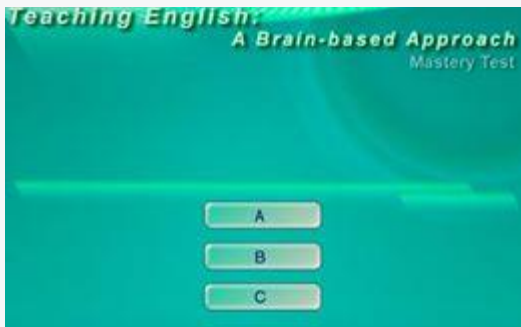 Teaching English:
A Brain-based Approach
Mastery Test
A
B
C